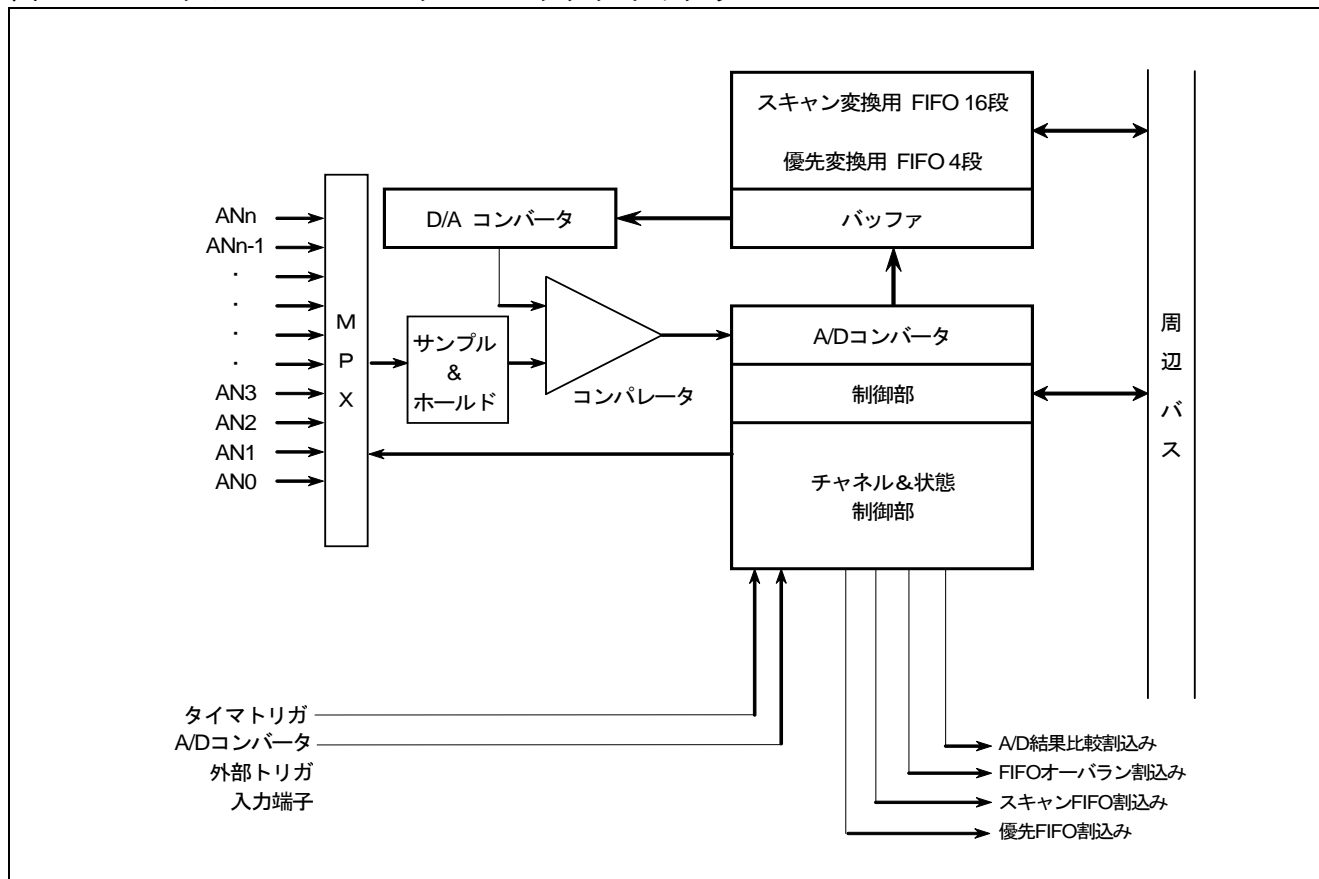 スキャン変換用 FIFO 16段
優先変換用 FIFO 4段
バッファ
D/A コンバータ
ANn
ANn-1
・
・
・
・
AN3
AN2
AN1
AN0
M
P
X
サンプル
&
ホールド
コンパレータ
A/Dコンバータ
制御部
チャネル&状態
制御部
周
辺
バ
ス
タイマトリガ
A/Dコンバータ
外部トリガ
入力端子
A/D結果比較割込み
FIFOオーバラン割込み
スキャンFIFO割込み
優先FIFO割込み